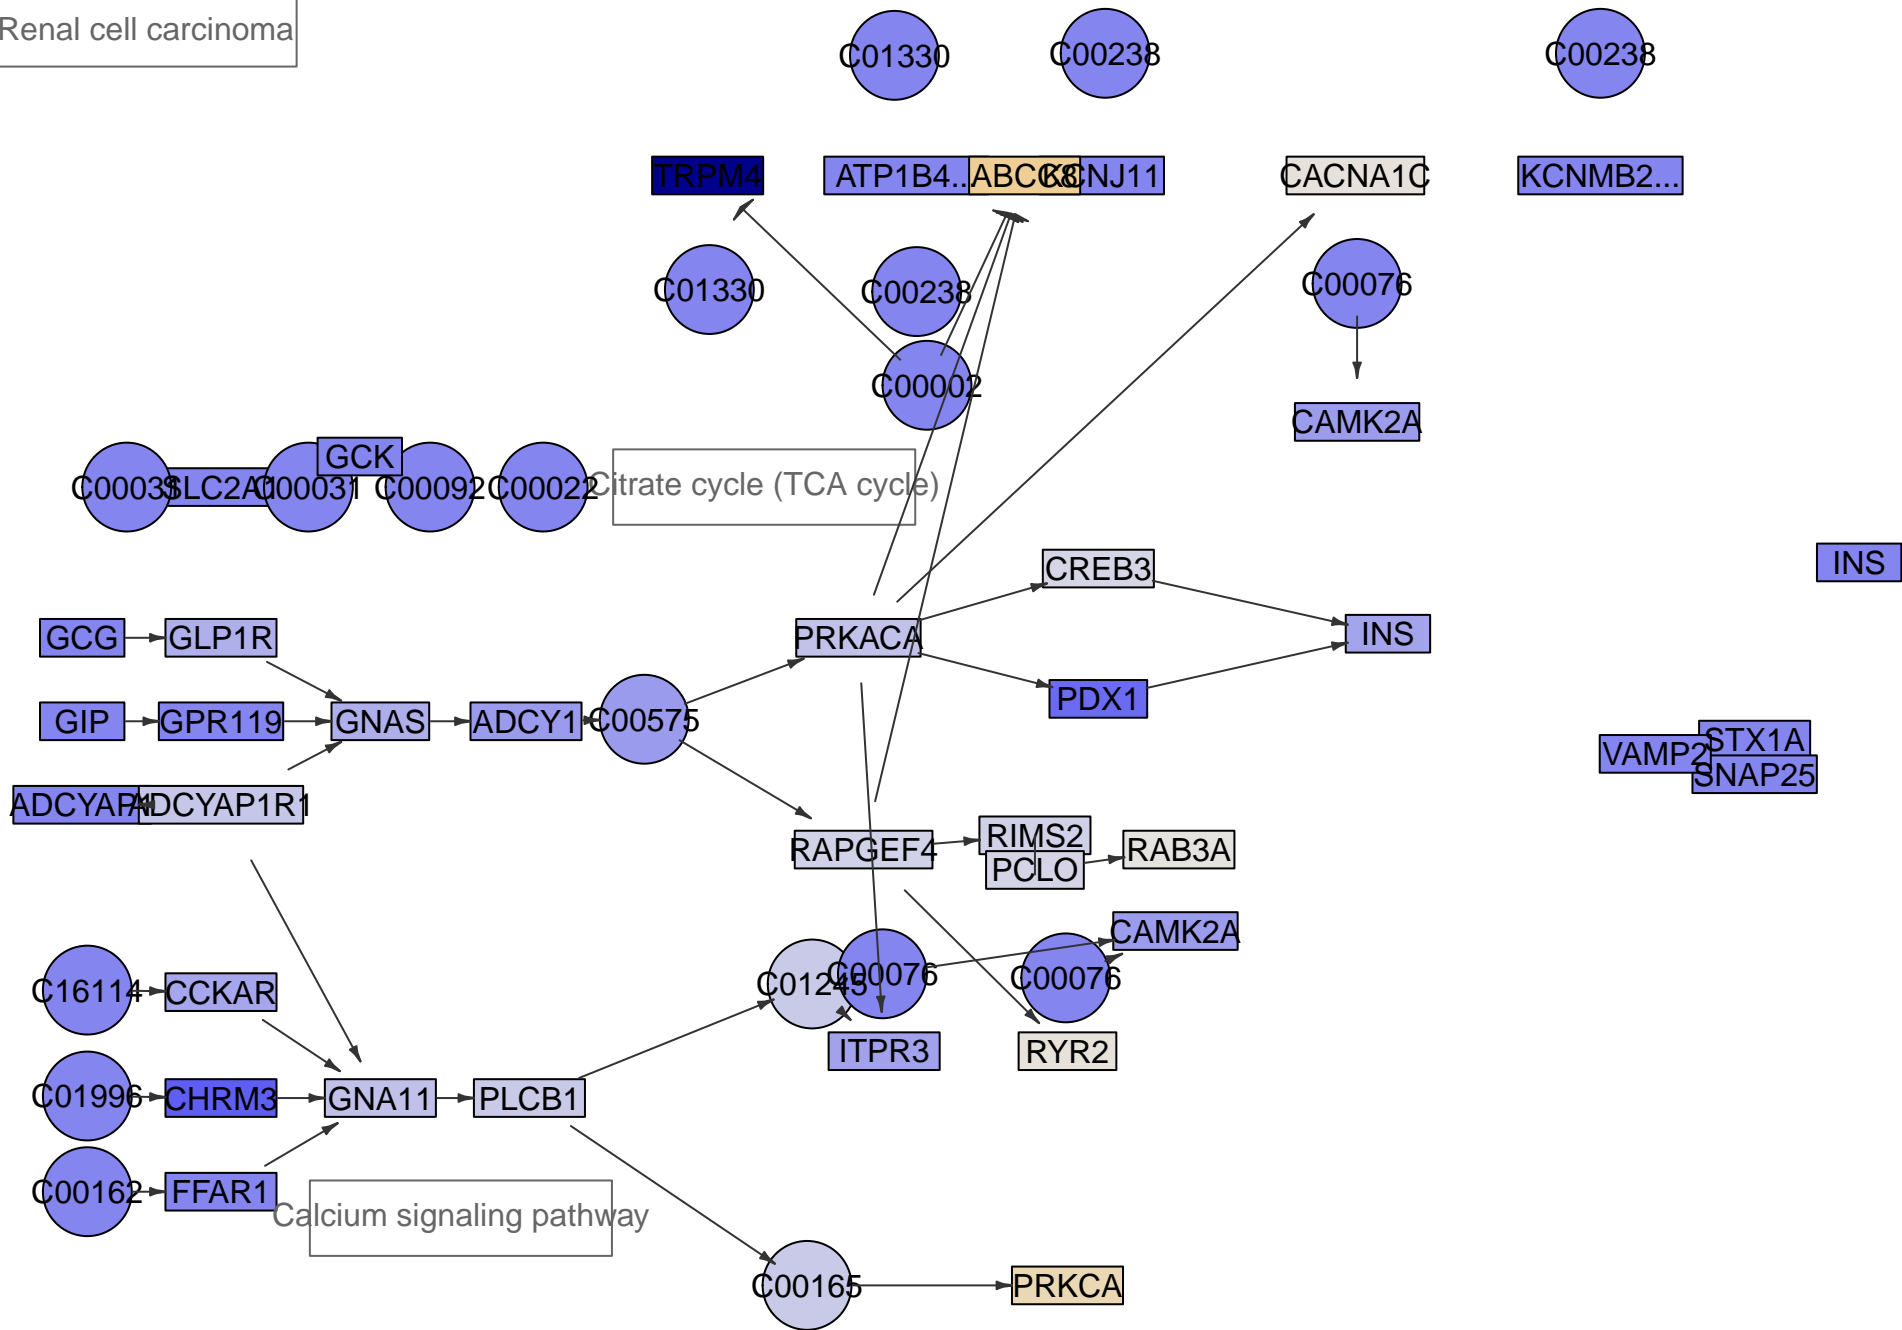 Renal cell carcinoma
C01330
C00238
C00238
TRPM4
ATP1B4...
ABCC8
KCNJ11
CACNA1C
KCNMB2...
C01330
C00238
C00076
C00002
CAMK2A
C00031
SLC2A1
C00031
GCK
C00092
C00022
Citrate cycle (TCA cycle)
CREB3
INS
GCG
GLP1R
PRKACA
INS
PDX1
GIP
GPR119
GNAS
ADCY1
C00575
STX1A
VAMP2
SNAP25
ADCYAP1
ADCYAP1R1
RAPGEF4
RIMS2
PCLO
RAB3A
CAMK2A
C16114
CCKAR
C01245
C00076
C00076
ITPR3
RYR2
C01996
CHRM3
GNA11
PLCB1
C00162
FFAR1
Calcium signaling pathway
C00165
PRKCA